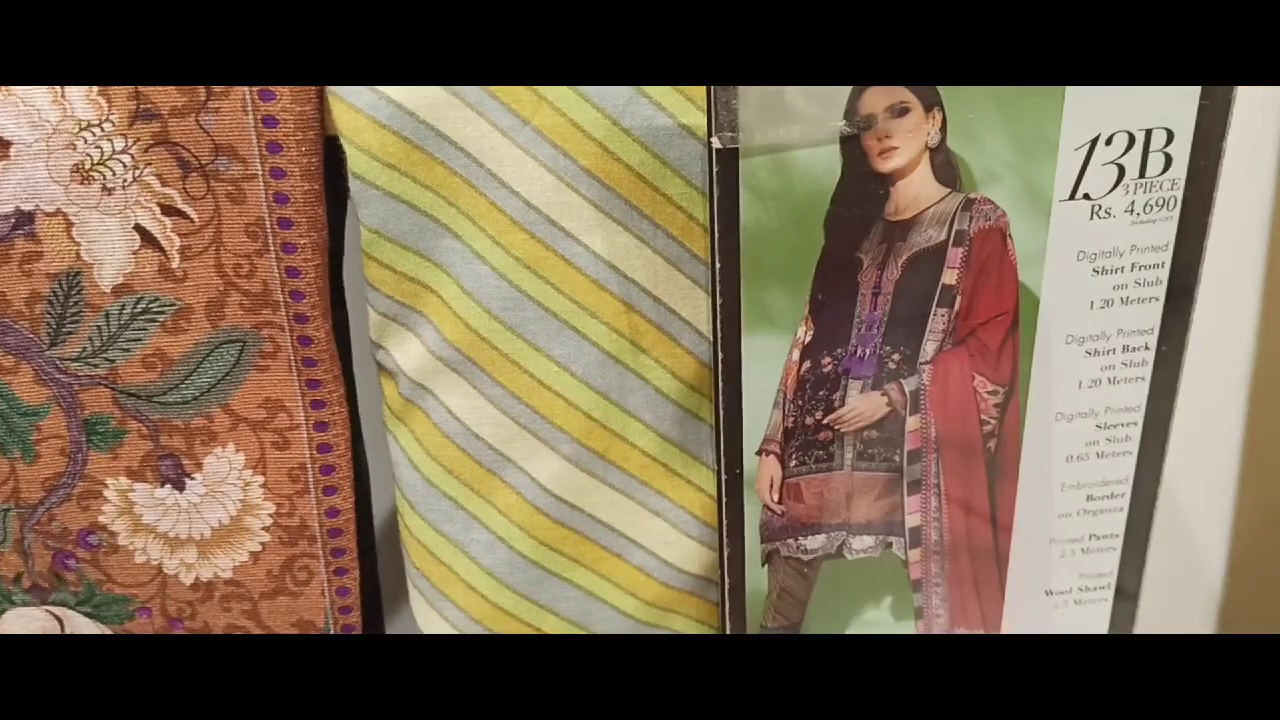 13B
3 PIECE
Rs. 4,690
Including GST
Digitally Printed
Shirt Front
on Slub
1.20 Meters
Digitally Printed
Shirt Back
on Slub
1.20 Meters
Digitally Printed
Sleeves
on Slub
0.65 Meters
Embroidered
Border
on Organza
Printed Pants
2.5 Meters
Printed
Wool Shawl
2.5 Meters